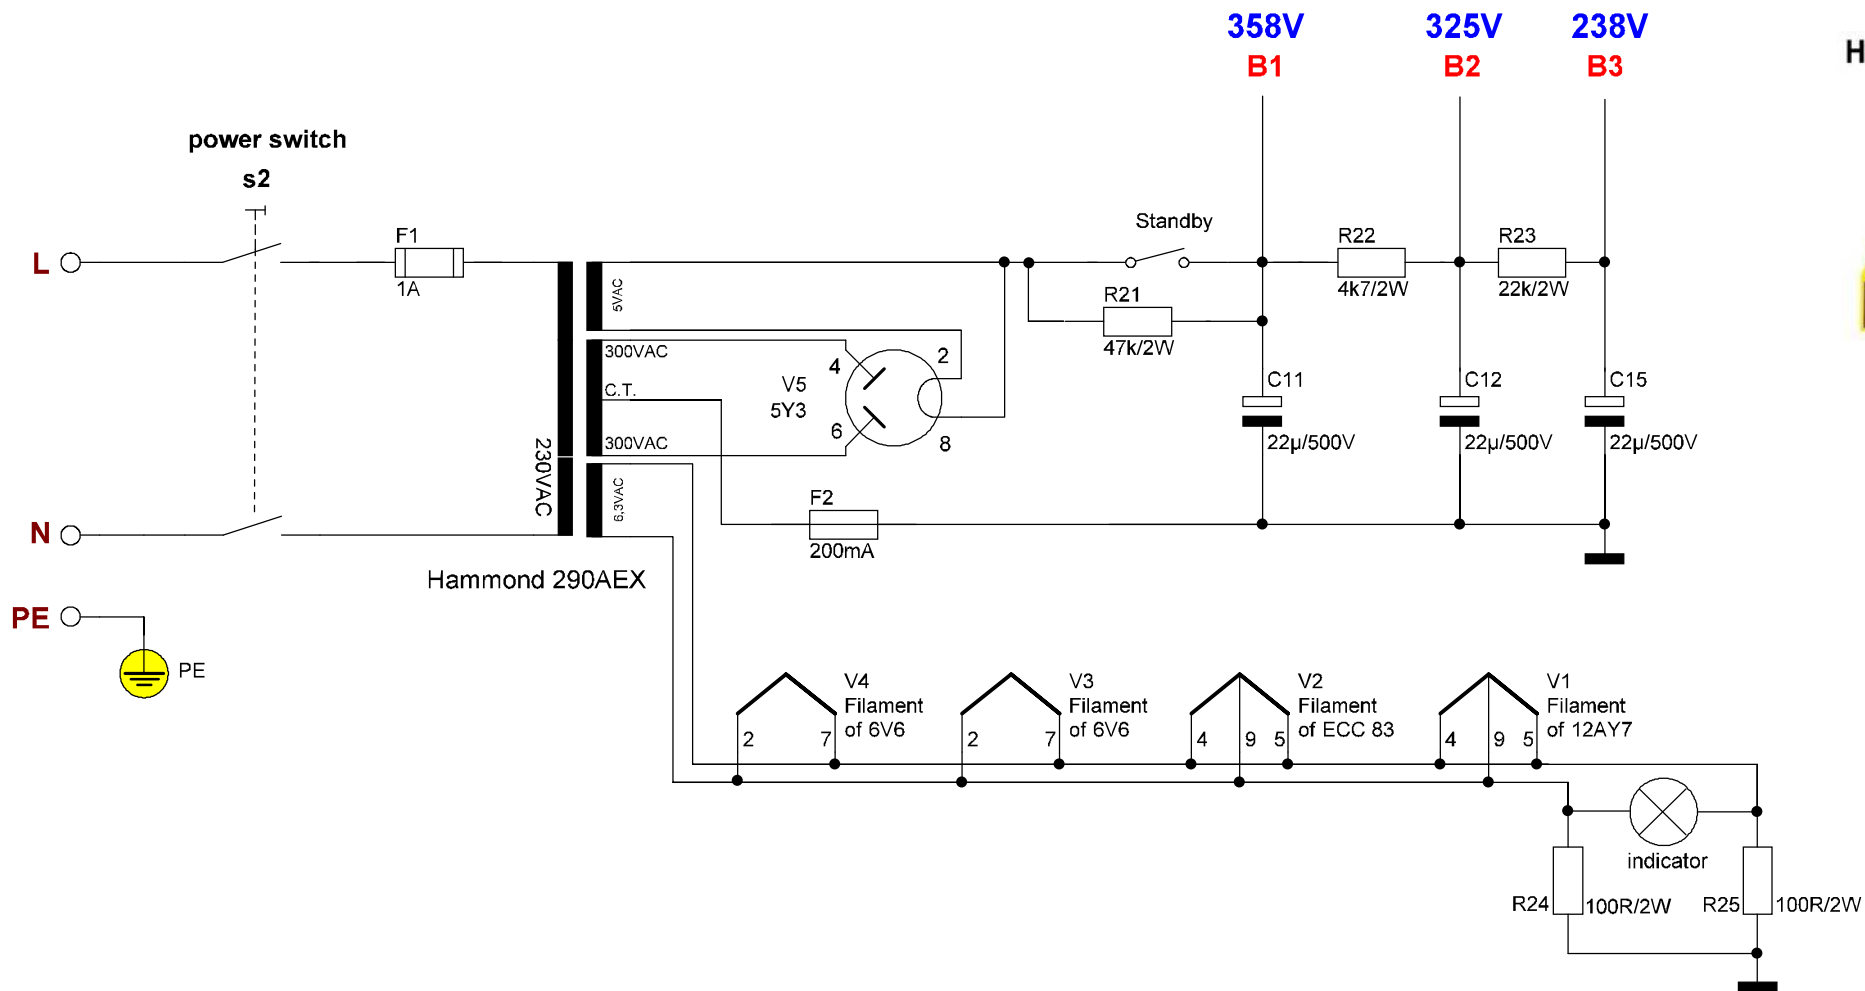 358V
325V
238V
B1
B2
B3
H
power switch
s2
L
F1
1A
Standby
R21
47k/2W
R22
4k7/2W
R23
22k/2W
5VAC
300VAC
C.T.
300VAC
6,3VAC
230VAC
V5
5Y3
4
6
2
8
C11
22µ/500V
C12
22µ/500V
C15
22µ/500V
N
F2
200mA
Hammond 290AEX
PE
PE
V4
Filament
of 6V6
2
7
V3
Filament
of 6V6
2
7
V2
Filament
of ECC 83
4
9
5
V1
Filament
of 12AY7
4
9
5
indicator
R24
100R/2W
R25
100R/2W